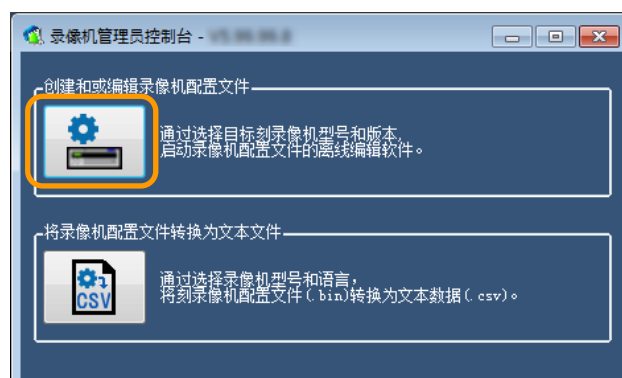 录像机管理员控制台 -
创建和或编辑录像机配置文件
通过选择目标刻录像机型号和版本,
启动录像机配置文件的离线编辑软件。
将录像机配置文件转换为文本文件
CSV
通过选择录像机型号和语言,
将刻录像机配置文件(.bin)转换为文本数据(.csv)。